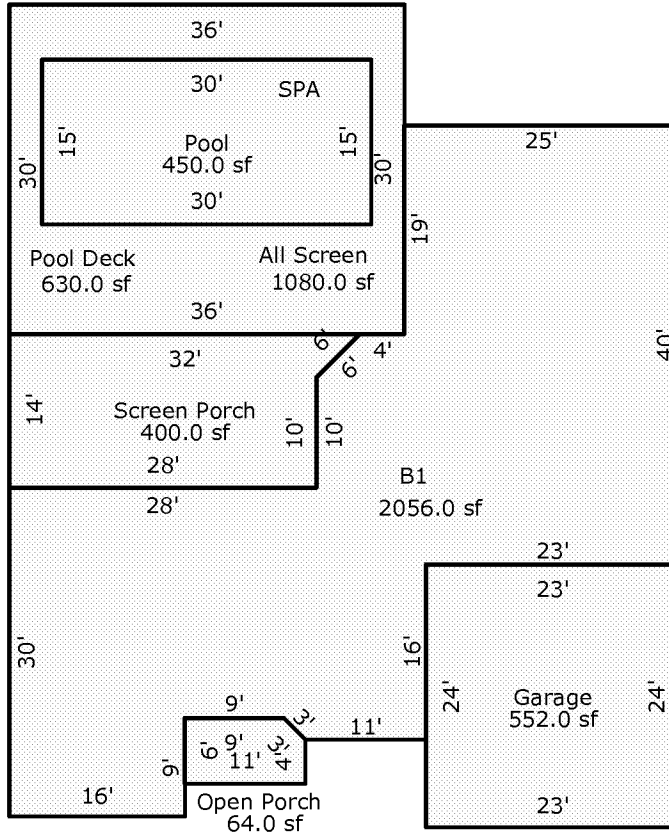 36'
30'
SPA
15'
Pool
15'
450.0 sf
30'
30'
30'
25'
19'
Pool Deck
630.0 sf
All Screen
1080.0 sf
36'
32'
6'
4'
6'
40'
14'
Screen Porch
400.0 sf
10'
10'
28'
28'
B1
2056.0 sf
23'
23'
30'
16'
24'
Garage
552.0 sf
24'
9'
3'
11'
9'
6'
9'
3'
11'
4'
16'
Open Porch
64.0 sf
23'